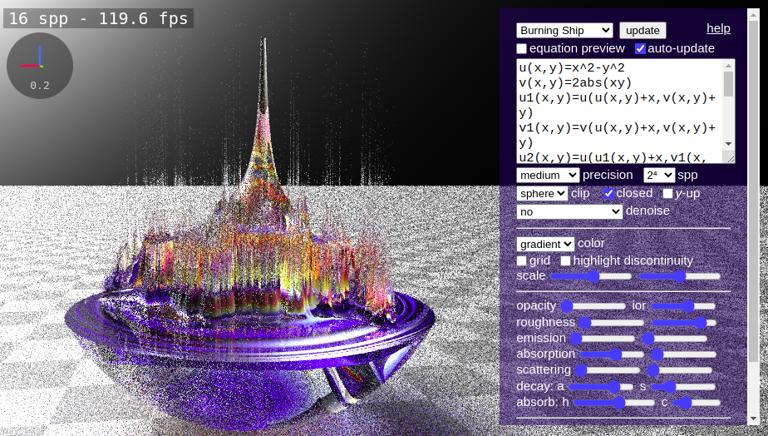 16 spp - 119.6 fps
0.2
Burning Ship update help
equation preview auto-update
u(x,y)=x^2-y^2
v(x,y)=2abs(xy)
u1(x,y)=u(u(x,y)+x,v(x,y)+
y)
v1(x,y)=v(u(x,y)+x,v(x,y)+
y)
u2(x,y)=u(u1(x,y)+x,v1(x,
medium precision 2⁴ spp
sphere clip closed y-up
no denoise
gradient color
grid highlight discontinuity
scale
opacity ior
roughness
emission
absorption
scattering
decay: a s
absorb: h c